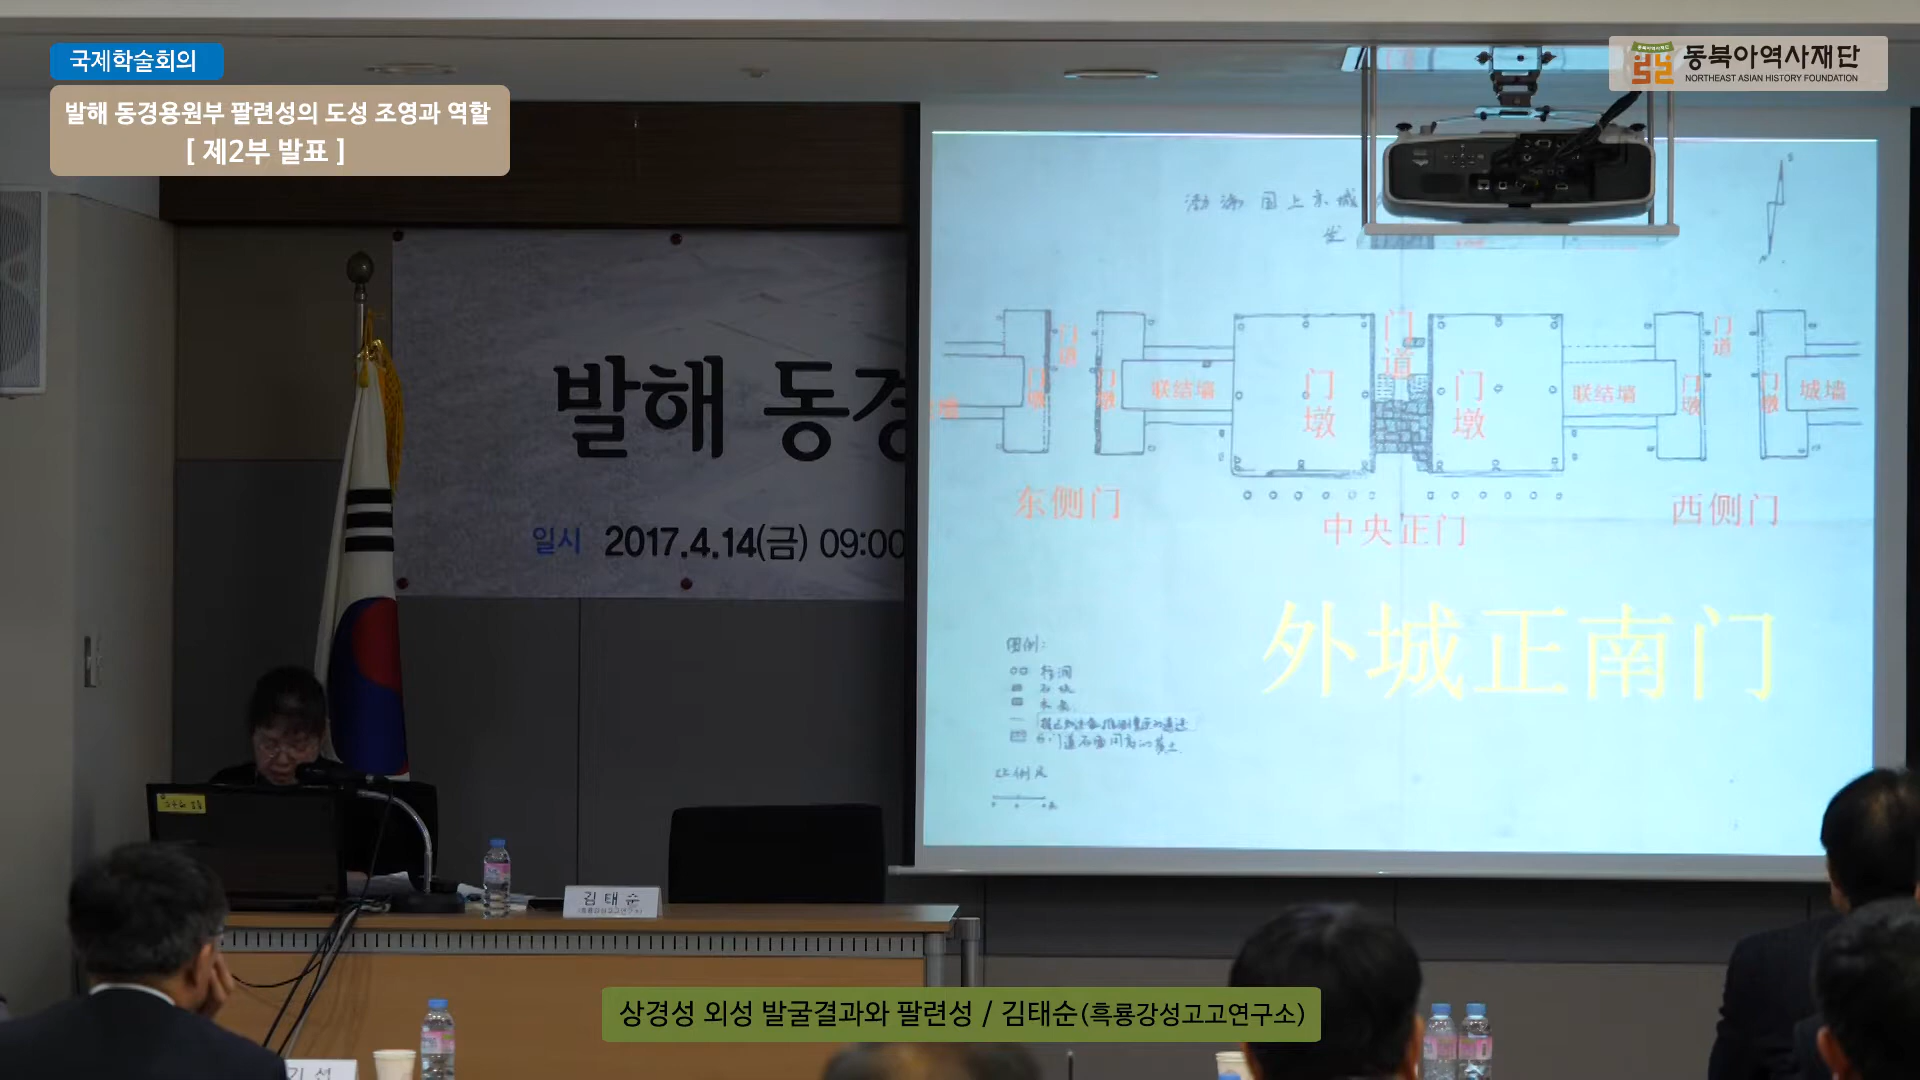 국제학술회의
발해 동경용원부 팔련성의 도성 조영과 역할
[ 제2부 발표 ]
동북아역사재단
NORTHEAST ASIAN HISTORY FOUNDATION
발해 동경
일시 2017.4.14(금) 09:00
渤海国上京城
门道
门道
门道
门墩
门墩
联结墙
门墩
门墩
联结墙
门墩
门墩
城墙
东侧门
中央正门
西侧门
外城正南门
图例:
比例尺
김태순
상경성 외성 발굴결과와 팔련성 / 김태순(흑룡강성고고연구소)